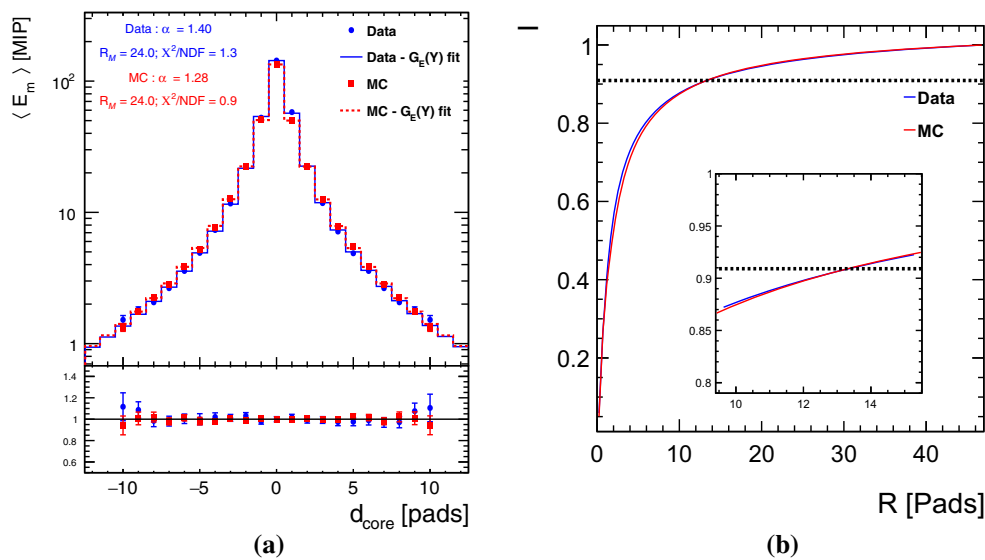 ⟨ E_m ⟩ [MIP]
Data : α = 1.40
R_M = 24.0; X²/NDF = 1.3
MC : α = 1.28
R_M = 24.0; X²/NDF = 0.9
Data
Data - G_E(Y) fit
MC
MC - G_E(Y) fit
10²
10
1
1.4
1.2
1
0.8
0.6
−10 −5 0 5 10
d_core [pads]
(a)
I
1
0.8
0.6
0.4
0.2
Data
MC
1
0.95
0.9
0.85
0.8
10 12 14
0 10 20 30 40
R [Pads]
(b)